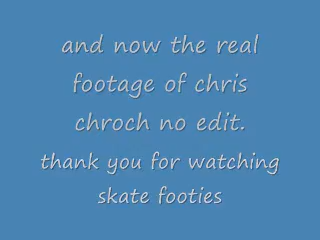 and now the real
footage of chris
chroch no edit.
thank you for watching
skate footies